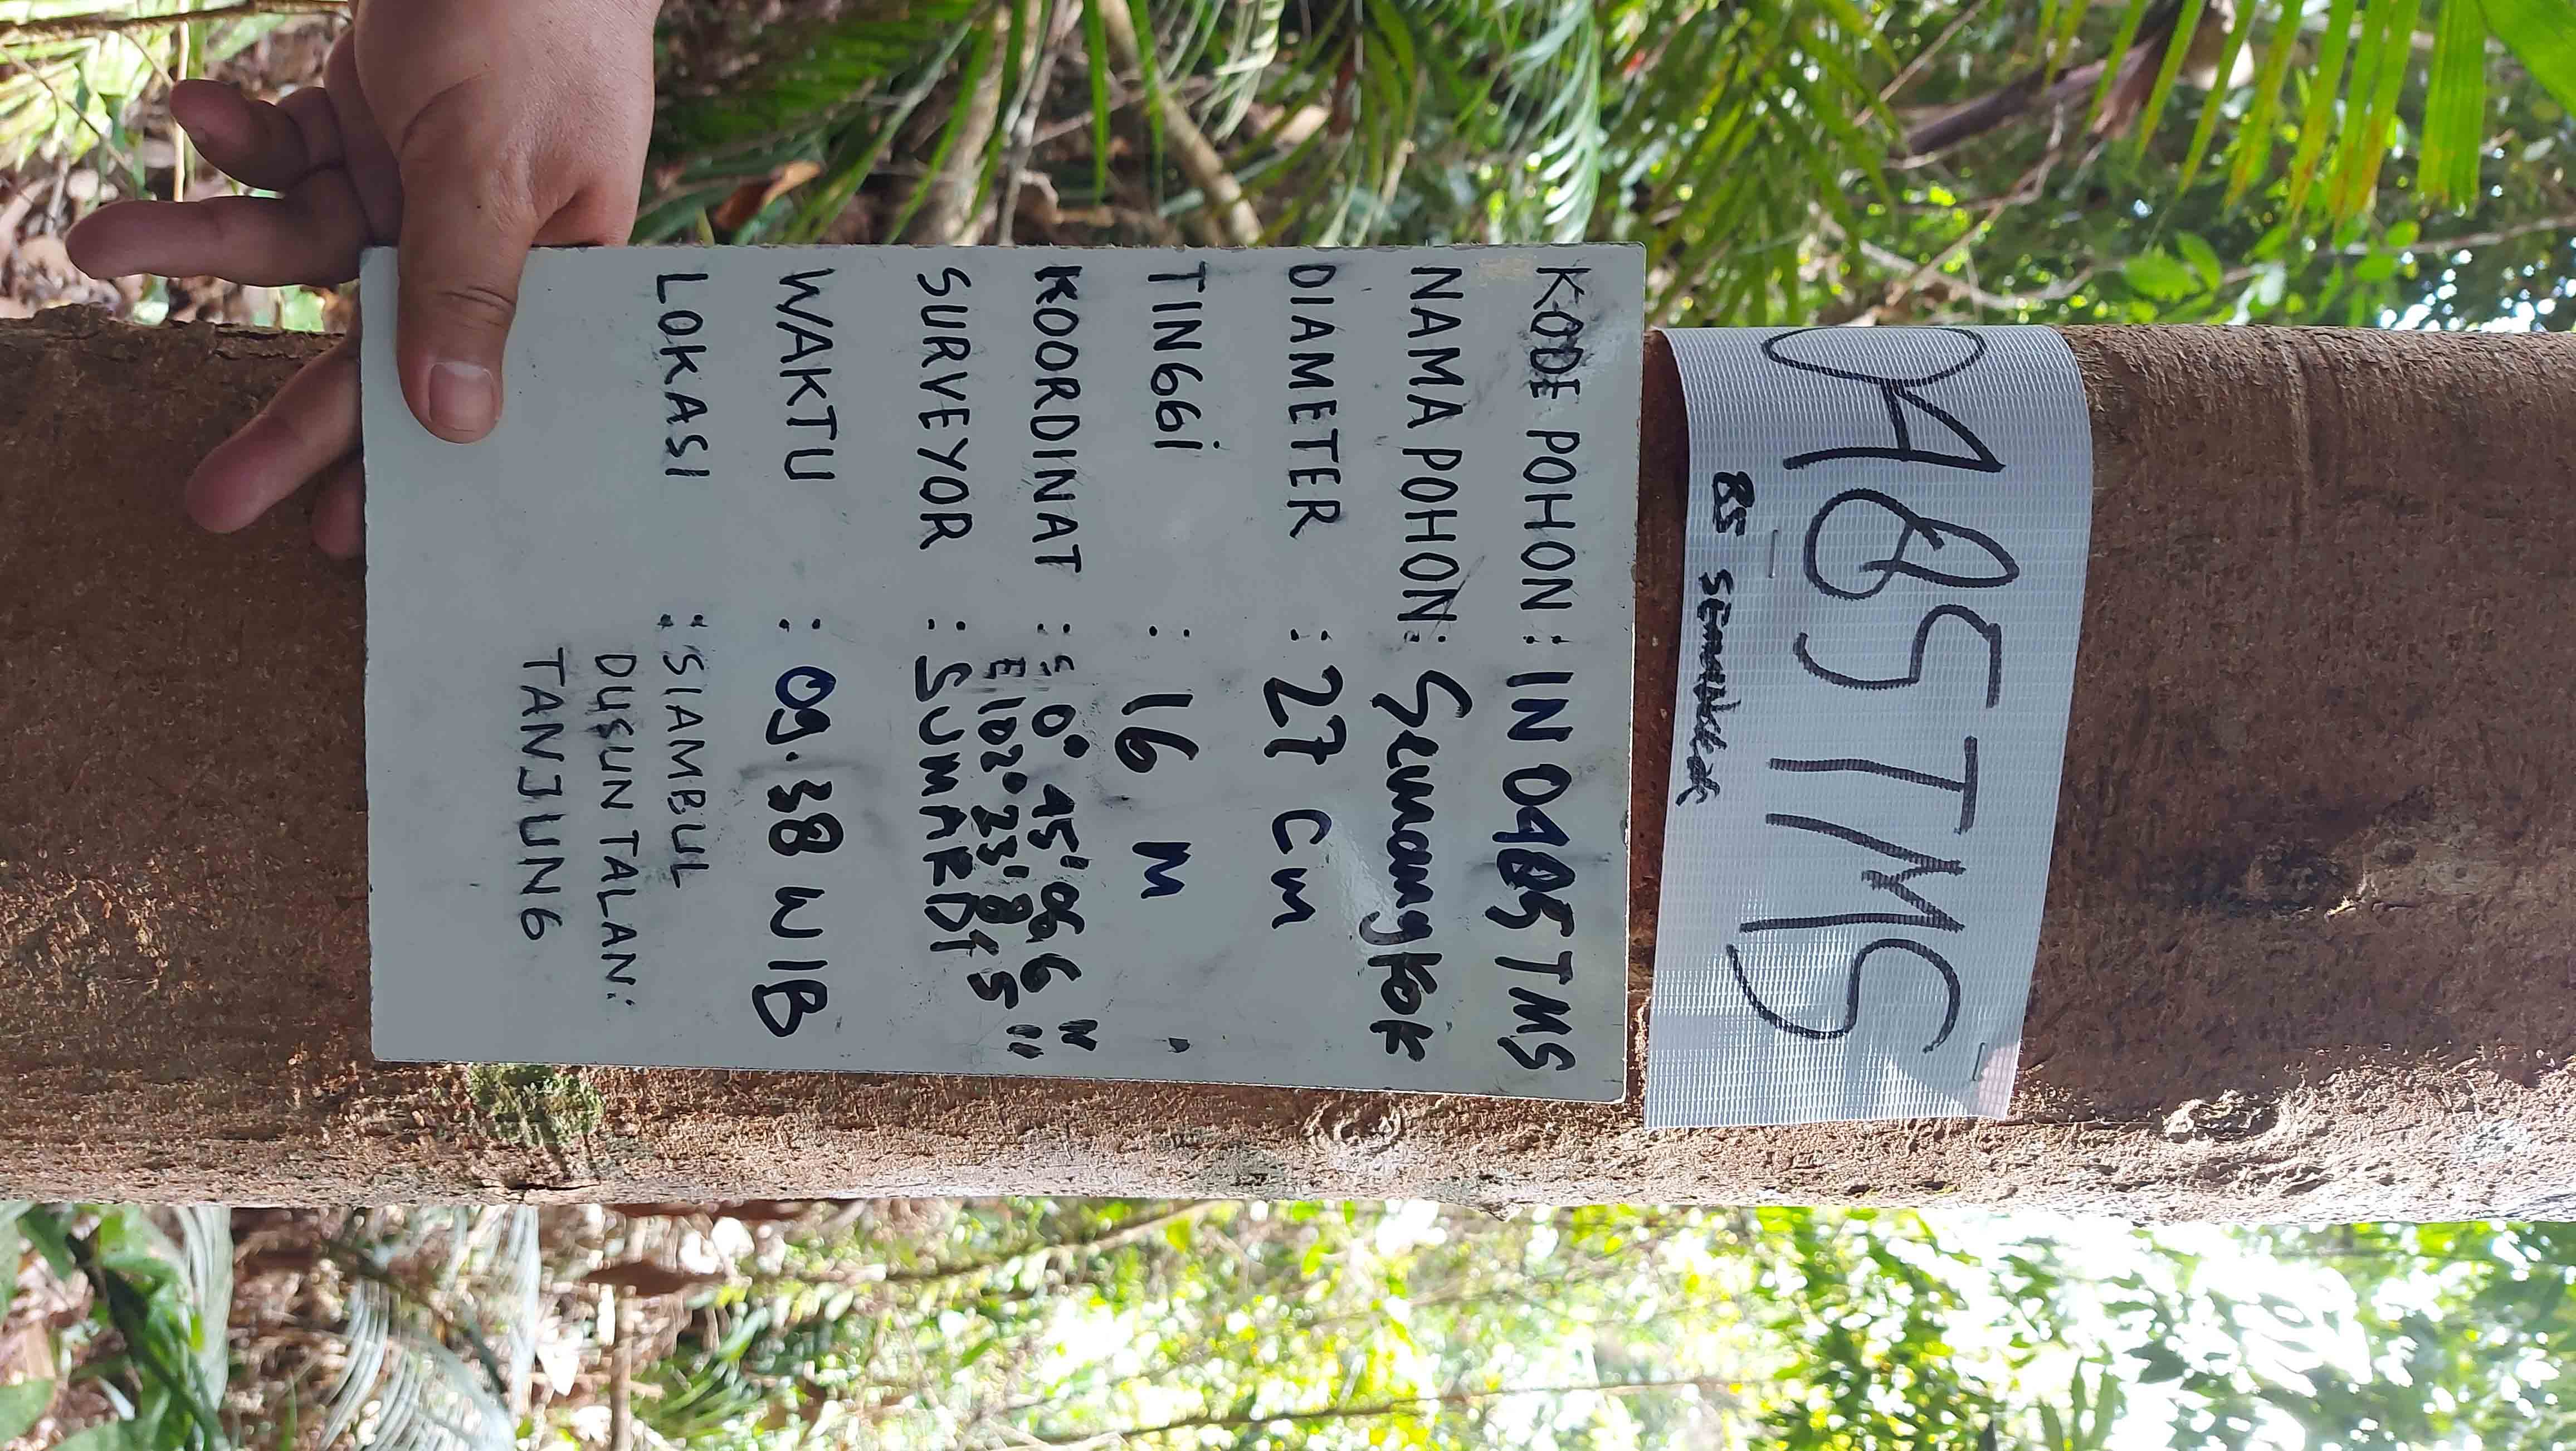 0485TMS
85 SEMANGKOK
KODE POHON : IN 0485 TMS
NAMA POHON : Semangkok
DIAMETER : 27 Cm
TINGGI : 16 M
KOORDINAT : S 0° 45' 06,6 "
E 102° 23' 8,5 "
SURVEYOR : SUMARDI
WAKTU : 09.38 WIB
LOKASI : SIAMBUL
DUSUN TALAN:
TANJUNG